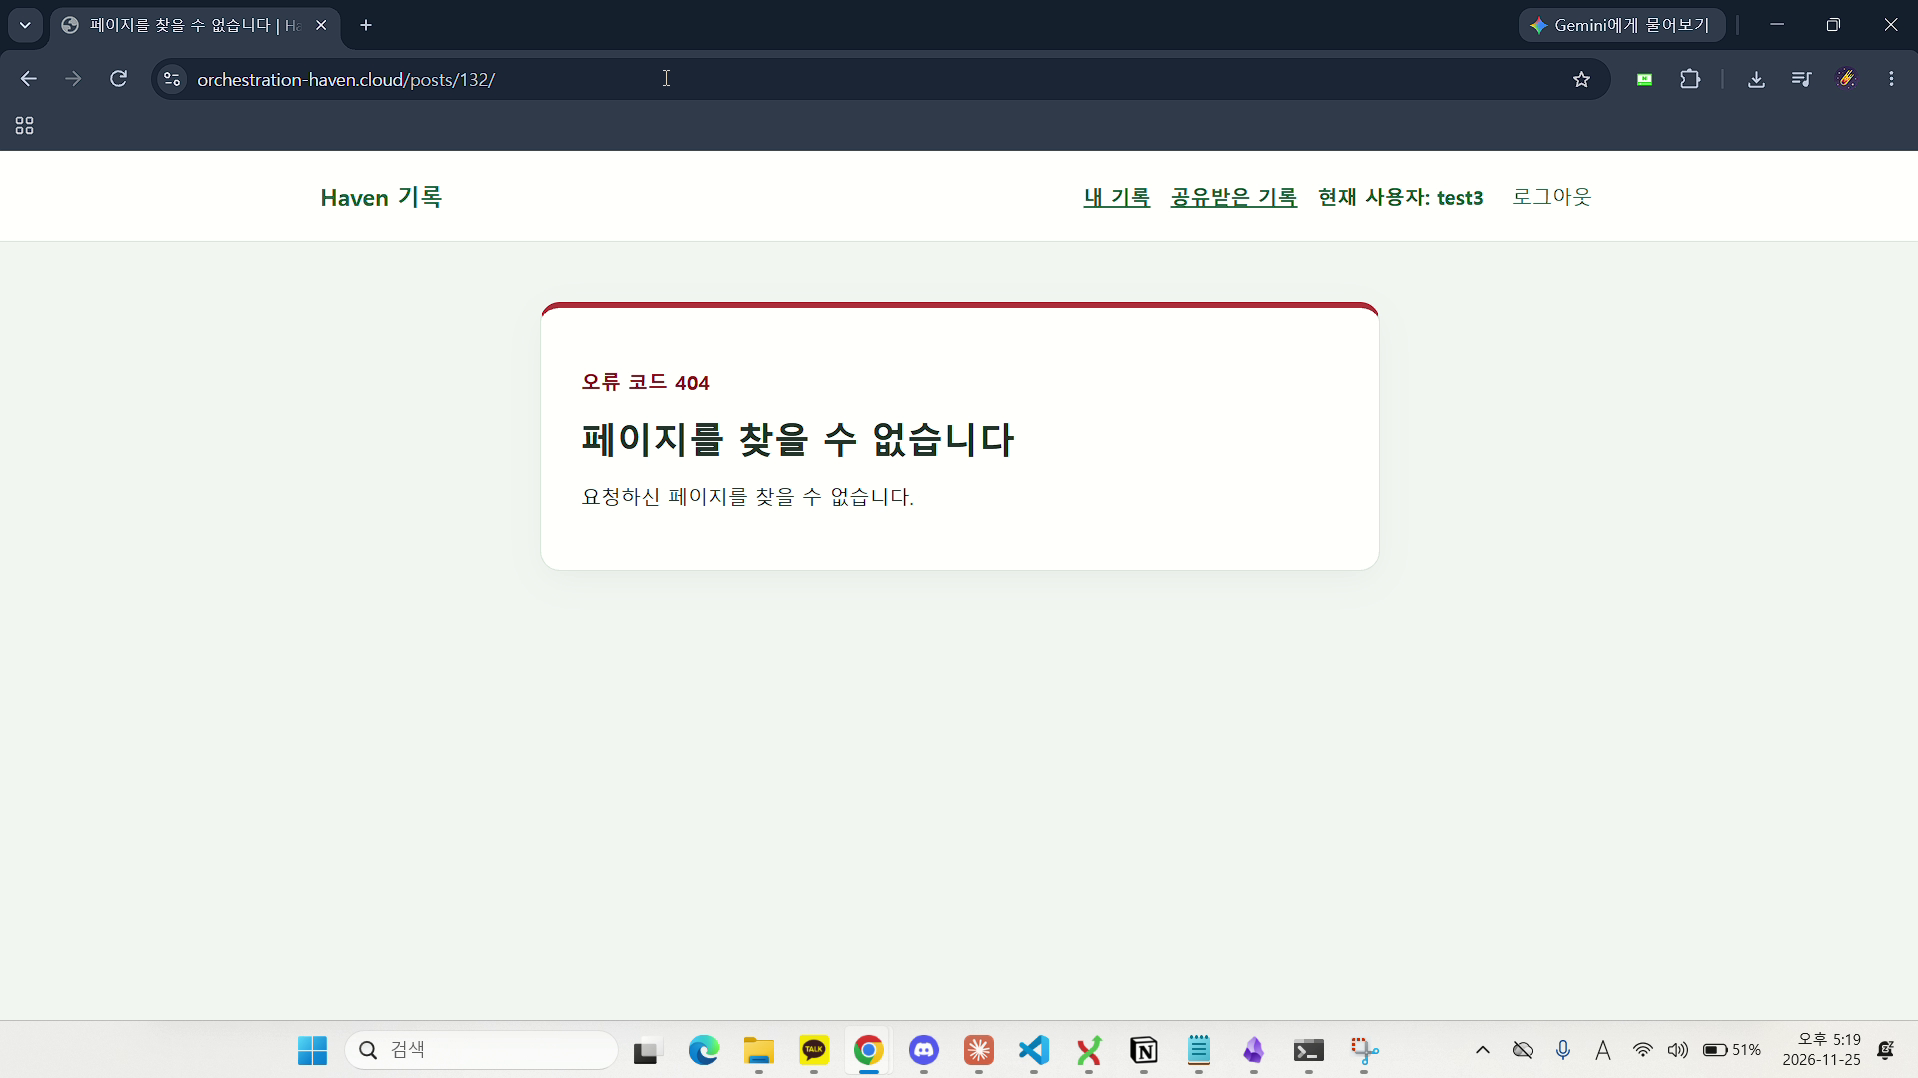 페이지를 찾을 수 없습니다 | Ha
Gemini에게 물어보기
orchestration-haven.cloud/posts/132/
Haven 기록
내 기록
공유받은 기록
현재 사용자: test3
로그아웃
오류 코드 404
페이지를 찾을 수 없습니다
요청하신 페이지를 찾을 수 없습니다.
검색
TALK
A
51%
오후 5:19
2026-11-25